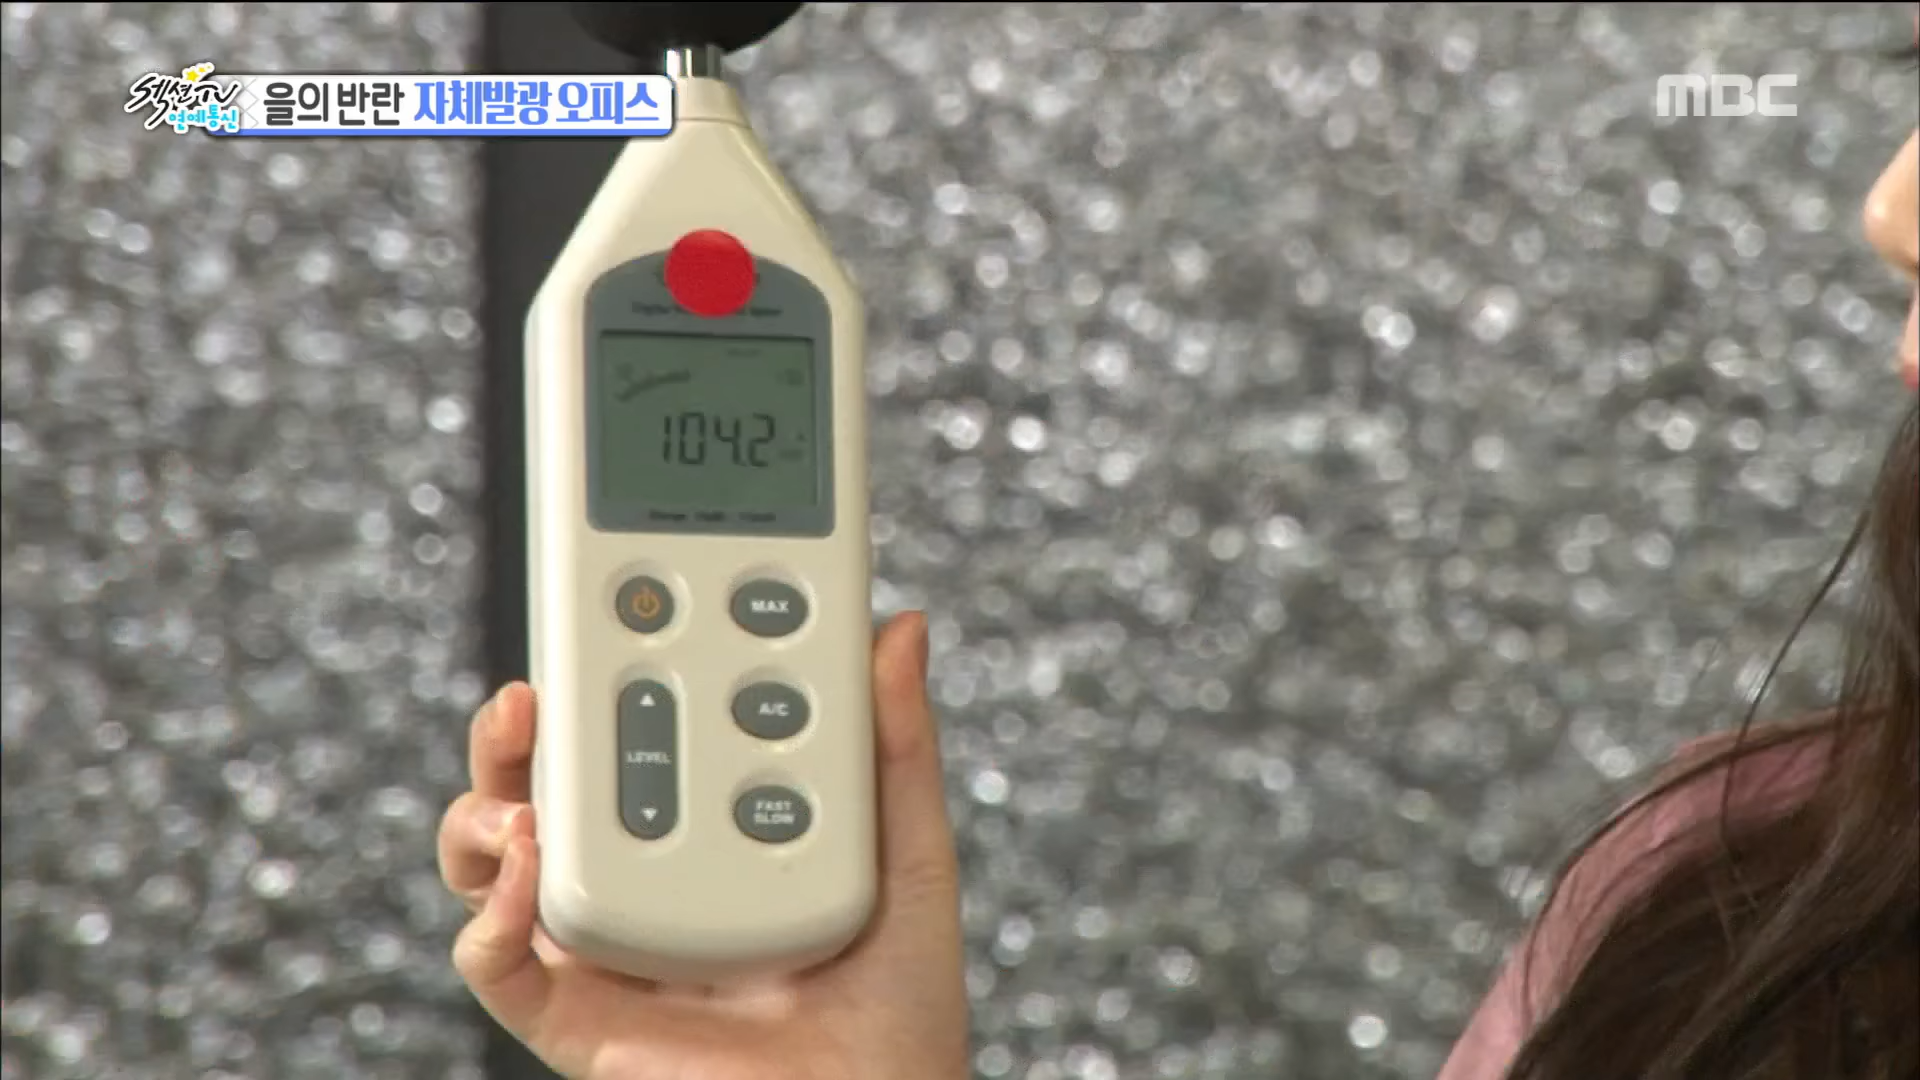 섹션TV
연예통신
을의 반란 자체발광 오피스
MBC
Digital
104.2
MAX
A/C
LEVEL
FAST
SLOW